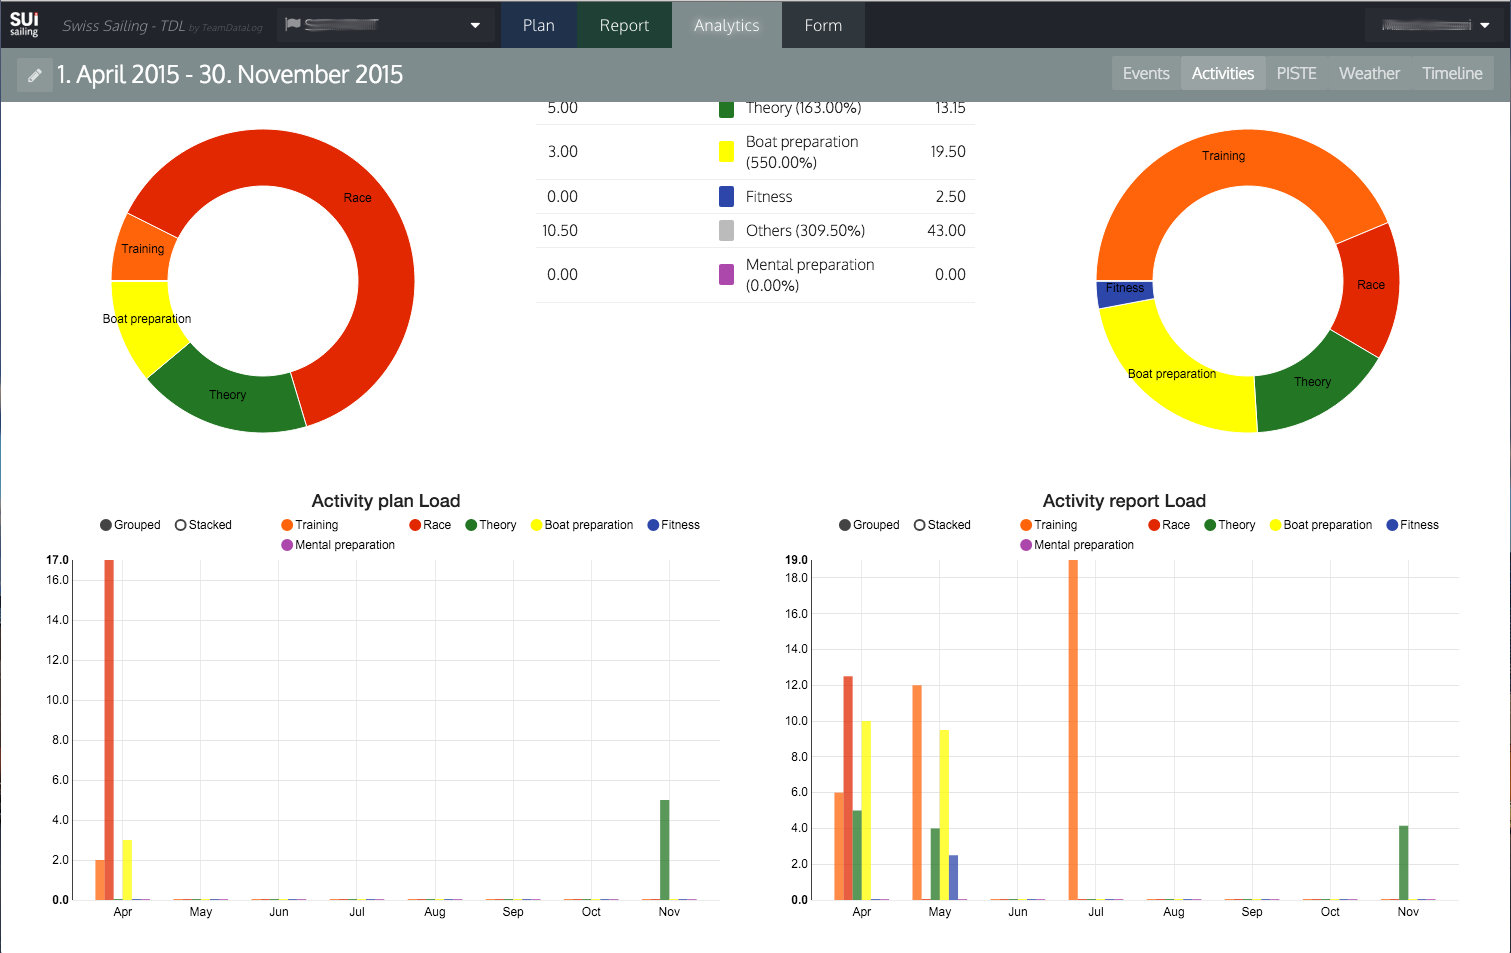 SUi
sailing
Swiss Sailing - TDL by TeamDataLog
Plan
Report
Analytics
Form
1. April 2015 - 30. November 2015
Events
Activities
PISTE
Weather
Timeline
5.00 Theory (163.00%) 13.15
3.00 Boat preparation (550.00%) 19.50
0.00 Fitness 2.50
10.50 Others (309.50%) 43.00
0.00 Mental preparation (0.00%) 0.00
Race
Training
Boat preparation
Theory
Training
Race
Fitness
Boat preparation
Theory
Activity plan Load
Grouped Stacked Training Race Theory Boat preparation Fitness
Mental preparation
17.0
16.0
14.0
12.0
10.0
8.0
6.0
4.0
2.0
0.0
Apr May Jun Jul Aug Sep Oct Nov
Activity report Load
Grouped Stacked Training Race Theory Boat preparation Fitness
Mental preparation
19.0
18.0
16.0
14.0
12.0
10.0
8.0
6.0
4.0
2.0
0.0
Apr May Jun Jul Aug Sep Oct Nov